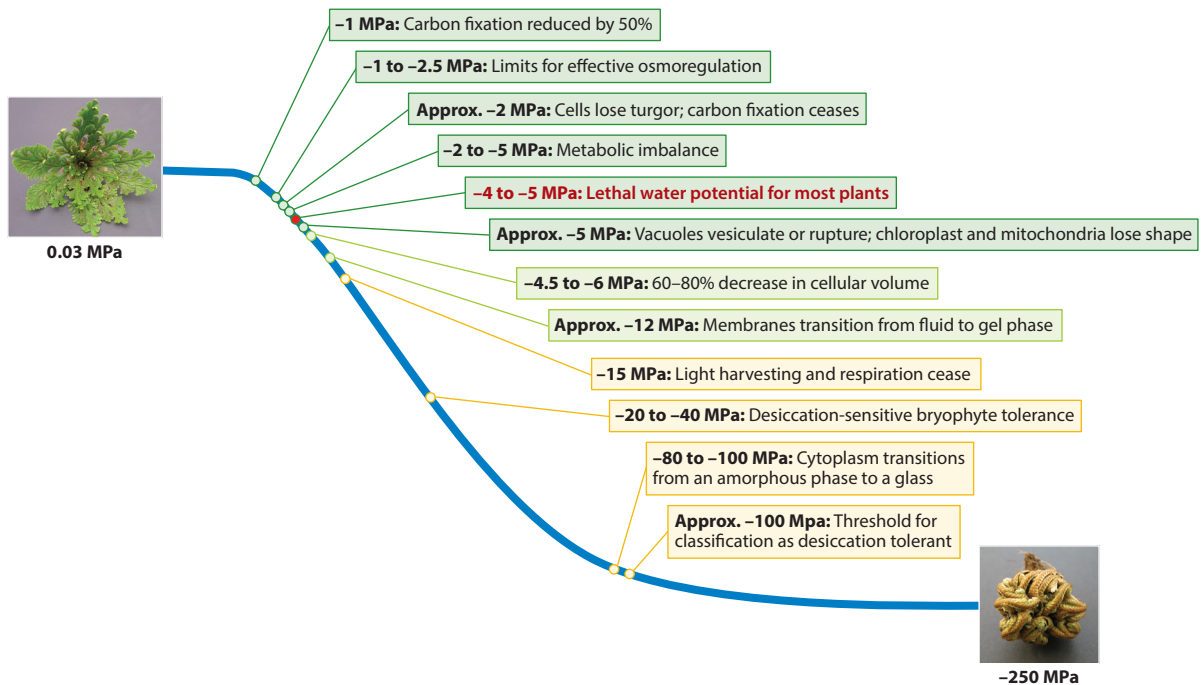 –1 MPa: Carbon fixation reduced by 50%
–1 to –2.5 MPa: Limits for effective osmoregulation
Approx. –2 MPa: Cells lose turgor; carbon fixation ceases
–2 to –5 MPa: Metabolic imbalance
–4 to –5 MPa: Lethal water potential for most plants
Approx. –5 MPa: Vacuoles vesiculate or rupture; chloroplast and mitochondria lose shape
0.03 MPa
–4.5 to –6 MPa: 60–80% decrease in cellular volume
Approx. –12 MPa: Membranes transition from fluid to gel phase
–15 MPa: Light harvesting and respiration cease
–20 to –40 MPa: Desiccation-sensitive bryophyte tolerance
–80 to –100 MPa: Cytoplasm transitions
from an amorphous phase to a glass
Approx. –100 Mpa: Threshold for
classification as desiccation tolerant
–250 MPa